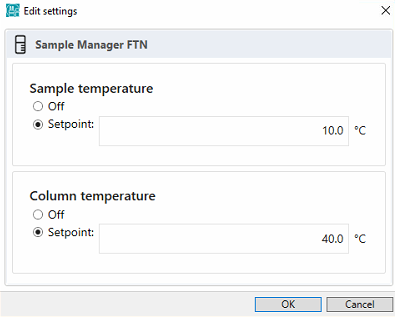 Edit settings
Sample Manager FTN
Sample temperature
Off
Setpoint: 10.0 °C
Column temperature
Off
Setpoint: 40.0 °C
OK Cancel